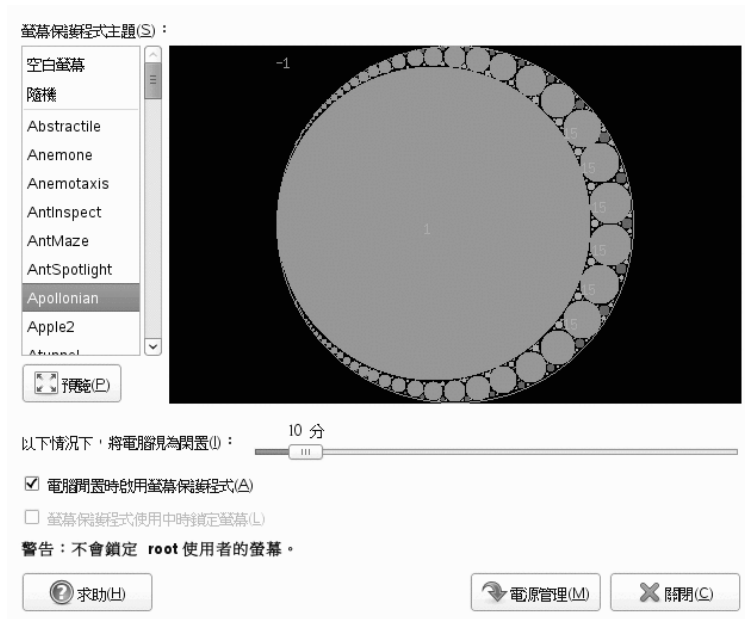 螢幕保護程式主題(S)：
空白螢幕
隨機
Abstractile
Anemone
Anemotaxis
AntInspect
AntMaze
AntSpotlight
Apollonian
Apple2
Atunnel
預覽(P)
-1
1
15
15
15
15
15
15
以下情況下，將電腦視為閑置(I)：
10 分
電腦閒置時啟用螢幕保護程式(A)
螢幕保護程式使用中時鎖定螢幕(L)
警告：不會鎖定 root 使用者的螢幕。
求助(H)
電源管理(M)
關閉(C)